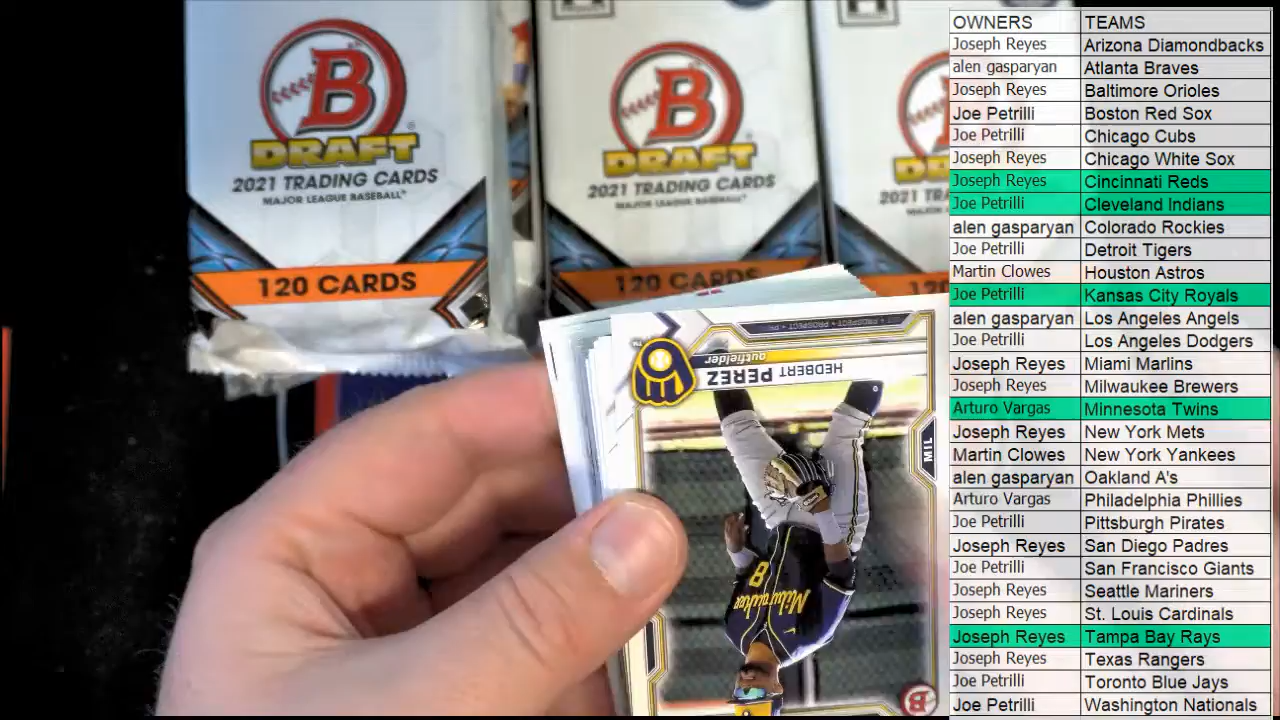 B
DRAFT
2021 TRADING CARDS
MAJOR LEAGUE BASEBALL
120 CARDS
B
DRAFT
2021 TRADING CARDS
MAJOR LEAGUE BASEBALL
120 CARDS
HEDBERT PEREZ
outfielder
MIL
Milwaukee
8
OWNERS TEAMS
Joseph Reyes Arizona Diamondbacks
alen gasparyan Atlanta Braves
Joseph Reyes Baltimore Orioles
Joe Petrilli Boston Red Sox
Joe Petrilli Chicago Cubs
Joseph Reyes Chicago White Sox
Joseph Reyes Cincinnati Reds
Joe Petrilli Cleveland Indians
alen gasparyan Colorado Rockies
Joe Petrilli Detroit Tigers
Martin Clowes Houston Astros
Joe Petrilli Kansas City Royals
alen gasparyan Los Angeles Angels
Joe Petrilli Los Angeles Dodgers
Joseph Reyes Miami Marlins
Joseph Reyes Milwaukee Brewers
Arturo Vargas Minnesota Twins
Joseph Reyes New York Mets
Martin Clowes New York Yankees
alen gasparyan Oakland A's
Arturo Vargas Philadelphia Phillies
Joe Petrilli Pittsburgh Pirates
Joseph Reyes San Diego Padres
Joe Petrilli San Francisco Giants
Joseph Reyes Seattle Mariners
Joseph Reyes St. Louis Cardinals
Joseph Reyes Tampa Bay Rays
Joseph Reyes Texas Rangers
Joe Petrilli Toronto Blue Jays
Joe Petrilli Washington Nationals